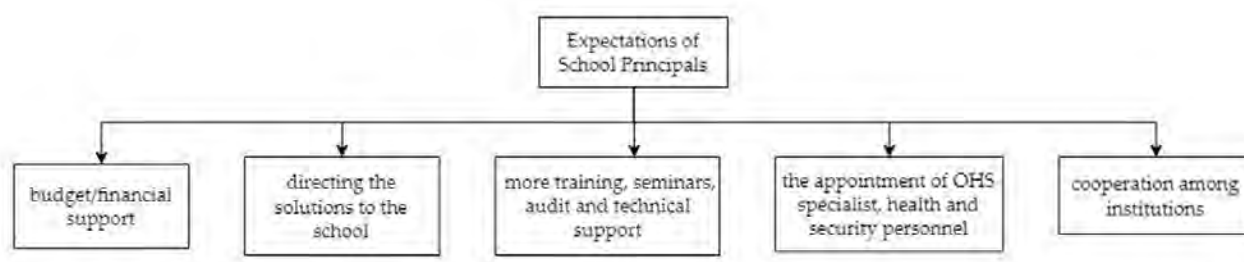 Expectations of
School Principals
budget/financial
support
directing the
solutions to the
school
more training, seminars,
audit and technical
support
the appointment of OHS
specialist, health and
security personnel
cooperation among
institutions